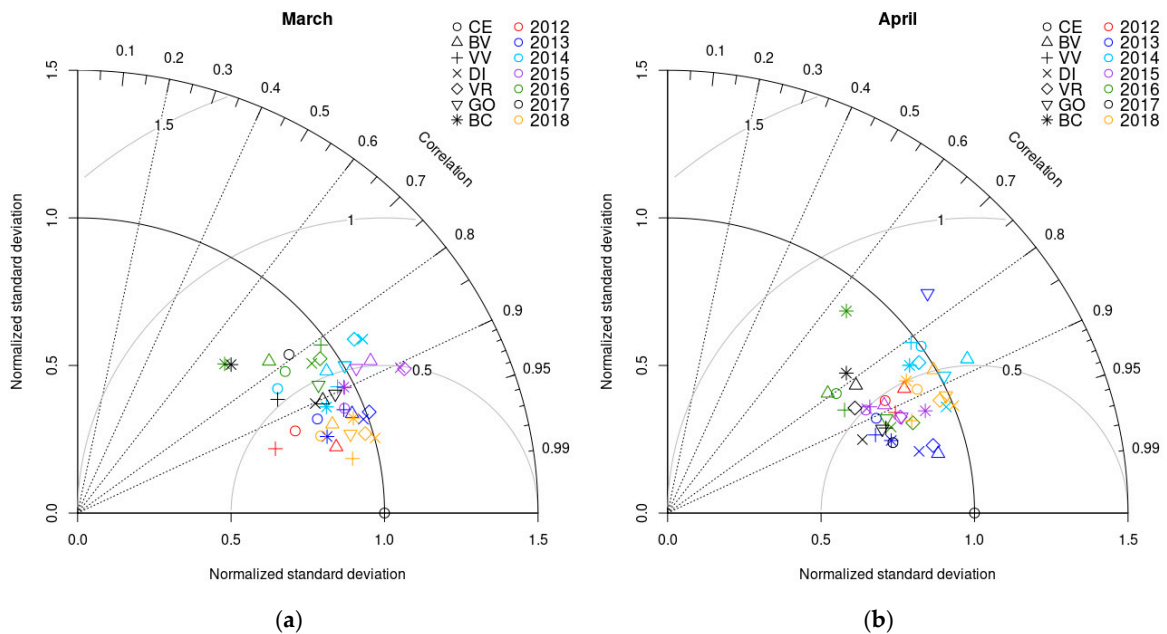 March
CE 2012
BV 2013
VV 2014
DI 2015
VR 2016
GO 2017
BC 2018
0.1 0.2 0.3 0.4 0.5 0.6 0.7 0.8 0.9 0.95 0.99
Correlation
1.5 1 0.5
1.5
1.0
0.5
0.0
Normalized standard deviation
0.0 0.5 1.0 1.5
Normalized standard deviation
(a)
April
CE 2012
BV 2013
VV 2014
DI 2015
VR 2016
GO 2017
BC 2018
0.1 0.2 0.3 0.4 0.5 0.6 0.7 0.8 0.9 0.95 0.99
Correlation
1.5 1 0.5
1.5
1.0
0.5
0.0
Normalized standard deviation
0.0 0.5 1.0 1.5
Normalized standard deviation
(b)